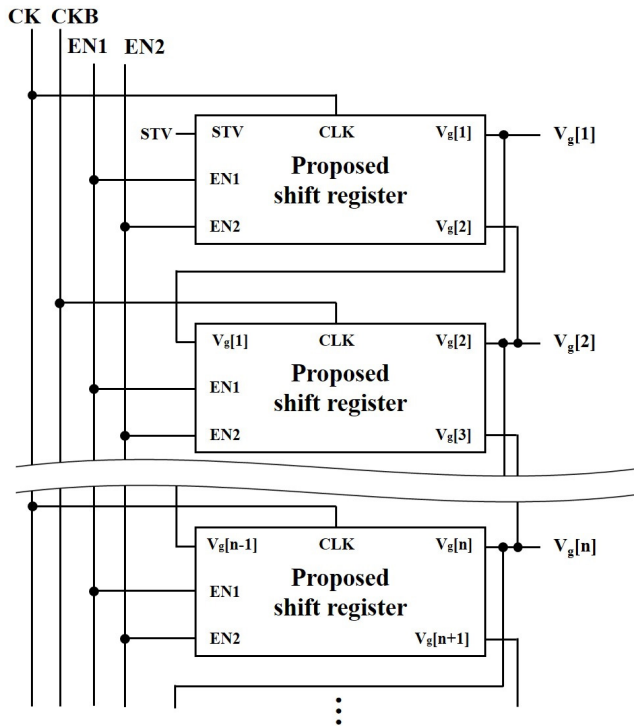 CK CKB
EN1 EN2
STV STV CLK V_g[1] V_g[1]
Proposed
EN1 shift register
EN2 V_g[2]
V_g[1] CLK V_g[2] V_g[2]
Proposed
EN1 shift register
EN2 V_g[3]
V_g[n-1] CLK V_g[n] V_g[n]
Proposed
EN1 shift register
EN2 V_g[n+1]